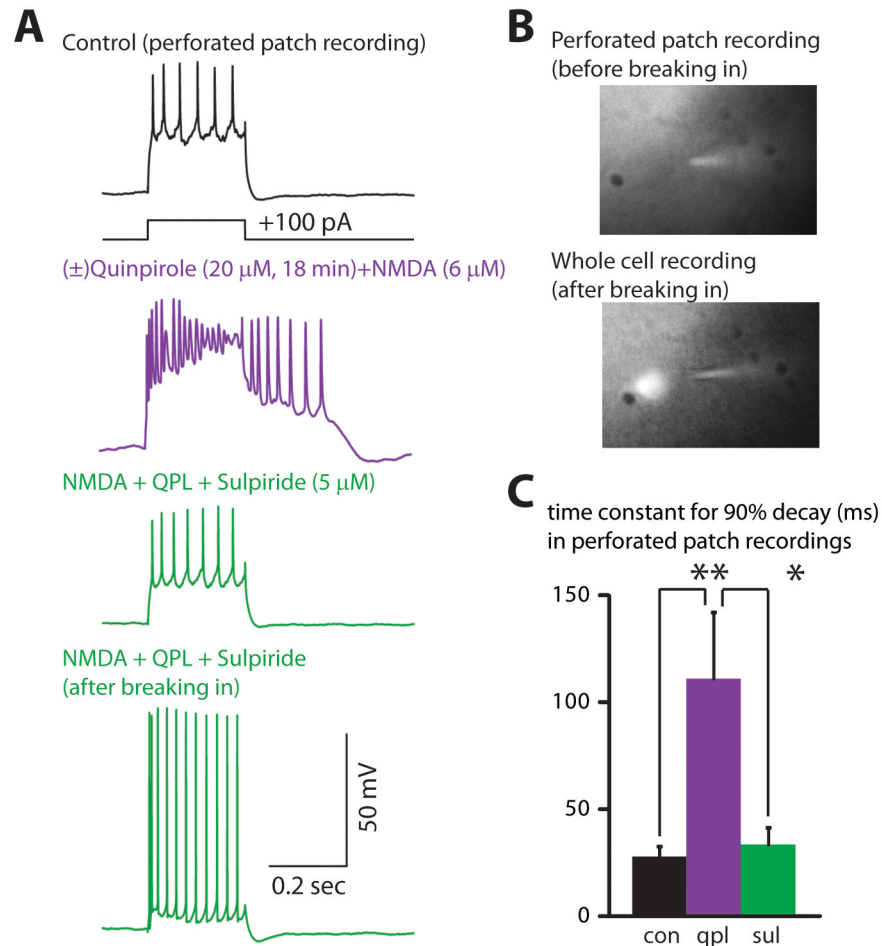 A
Control (perforated patch recording)
+100 pA
(±)Quinpirole (20 μM, 18 min)+NMDA (6 μM)
NMDA + QPL + Sulpiride (5 μM)
NMDA + QPL + Sulpiride
(after breaking in)
50 mV
0.2 sec
B
Perforated patch recording
(before breaking in)
Whole cell recording
(after breaking in)
C
time constant for 90% decay (ms)
in perforated patch recordings
** *
150
100
50
0
con qpl sul